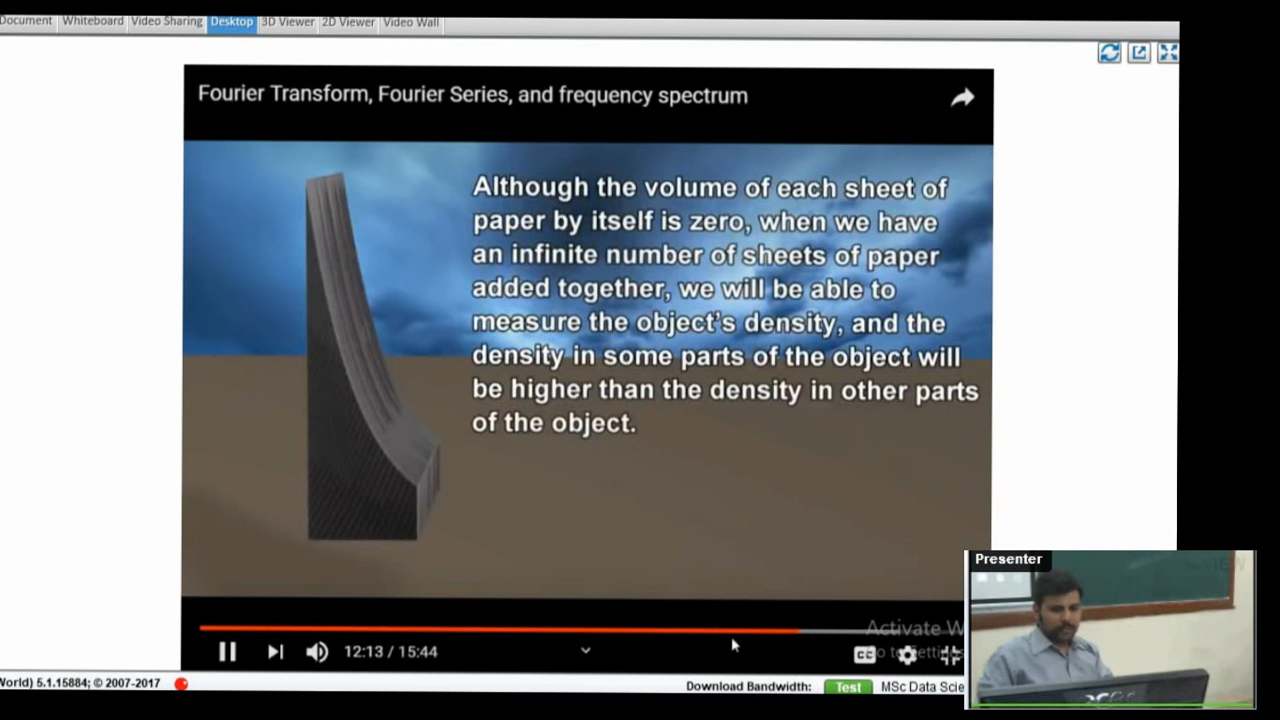 Document Whiteboard Video Sharing Desktop 3D Viewer 2D Viewer Video Wall
Fourier Transform, Fourier Series, and frequency spectrum
Although the volume of each sheet of
paper by itself is zero, when we have
an infinite number of sheets of paper
added together, we will be able to
measure the object's density, and the
density in some parts of the object will
be higher than the density in other parts
of the object.
Presenter
Activate W
12:13 / 15:44
CC
World) 5.1.15884; © 2007-2017
Download Bandwidth: Test MSc Data Scie
acer